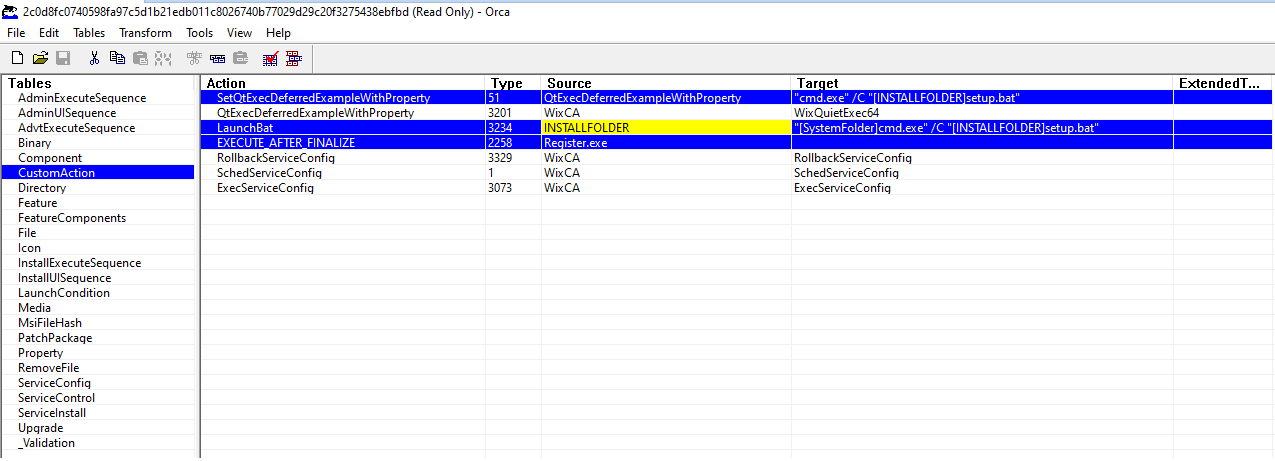 2c0d8fc0740598fa97c5d1b21edb011c8026740b77029d29c20f3275438ebfbd (Read Only) - Orca
File Edit Tables Transform Tools View Help
Tables Action Type Source Target ExtendedT...
AdminExecuteSequence SetQtExecDeferredExampleWithProperty 51 QtExecDeferredExampleWithProperty "cmd.exe" /C "[INSTALLFOLDER]setup.bat"
AdminUISequence QtExecDeferredExampleWithProperty 3201 WixCA WixQuietExec64
AdvtExecuteSequence LaunchBat 3234 INSTALLFOLDER "[SystemFolder]cmd.exe" /C "[INSTALLFOLDER]setup.bat"
Binary EXECUTE_AFTER_FINALIZE 2258 Register.exe
Component RollbackServiceConfig 3329 WixCA RollbackServiceConfig
CustomAction SchedServiceConfig 1 WixCA SchedServiceConfig
Directory ExecServiceConfig 3073 WixCA ExecServiceConfig
Feature
FeatureComponents
File
Icon
InstallExecuteSequence
InstallUISequence
LaunchCondition
Media
MsiFileHash
PatchPackage
Property
RemoveFile
ServiceConfig
ServiceControl
ServiceInstall
Upgrade
_Validation